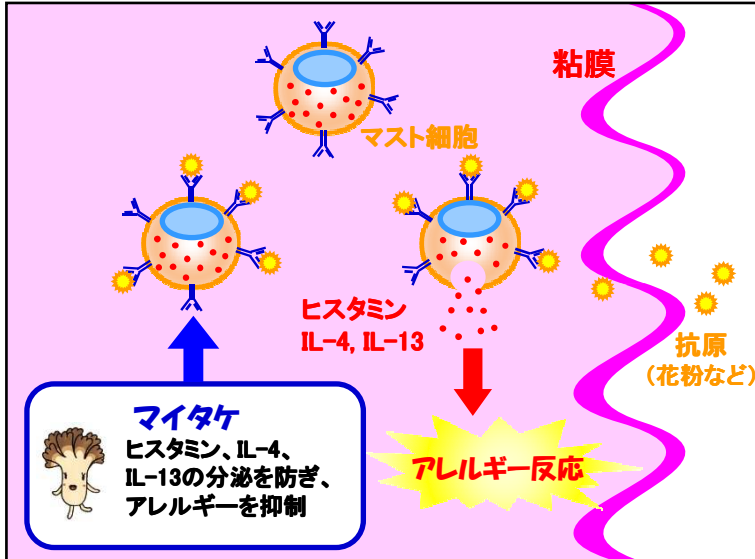 粘膜
マスト細胞
ヒスタミン
IL-4, IL-13
抗原
(花粉など)
マイタケ
ヒスタミン、IL-4、
IL-13の分泌を防ぎ、
アレルギーを抑制
アレルギー反応